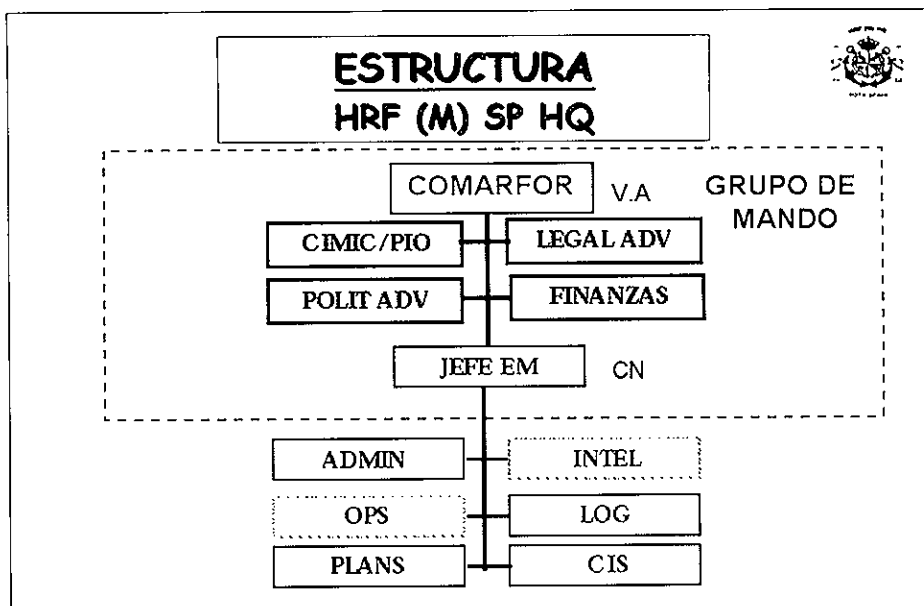 ESTRUCTURA
HRF (M) SP HQ
COMARFOR
V.A
GRUPO DE
MANDO
CIMIC/PIO
LEGAL ADV
POLIT ADV
FINANZAS
JEFE EM
CN
ADMIN
INTEL
OPS
LOG
PLANS
CIS